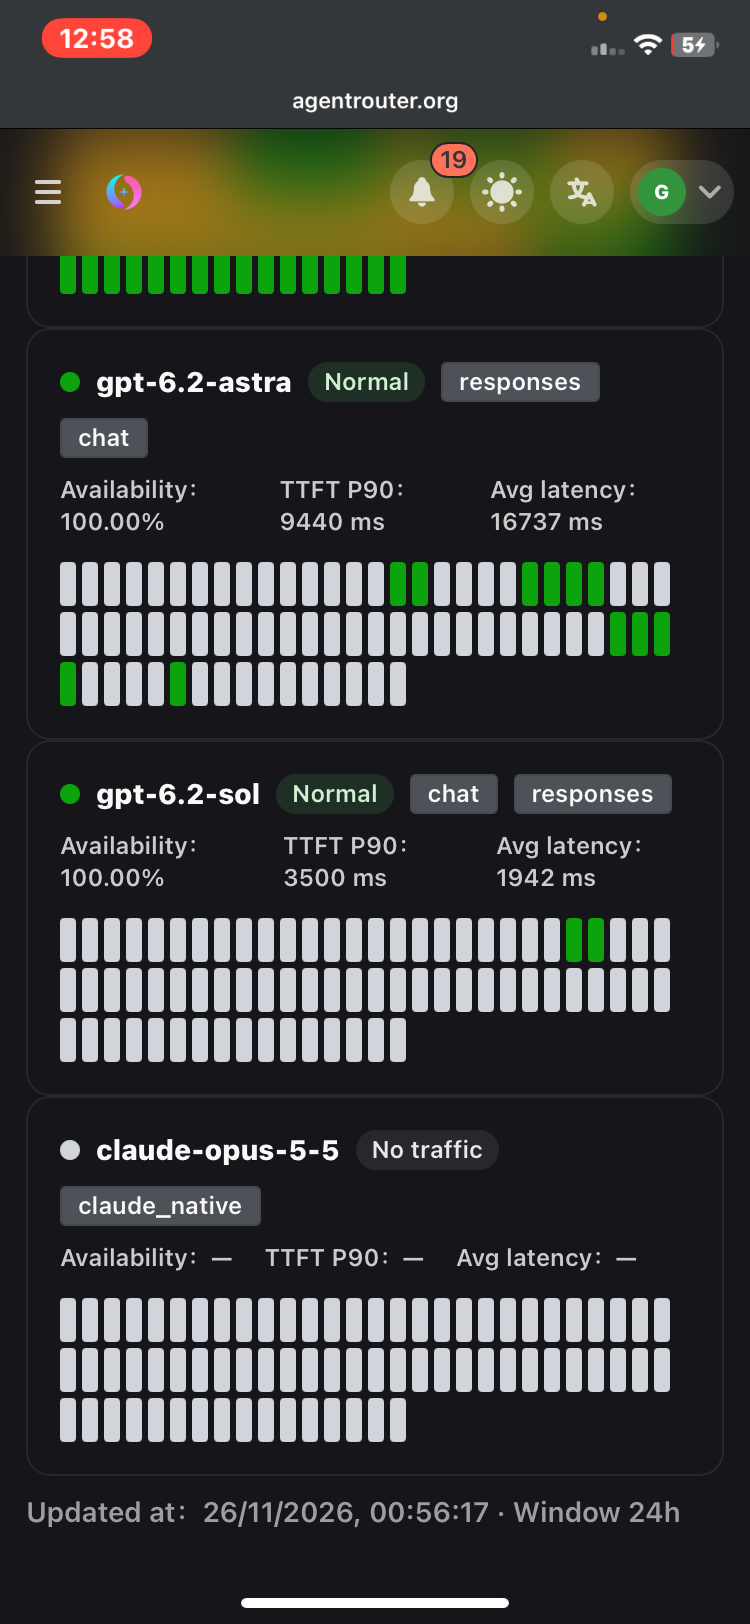 12:58
5
agentrouter.org
19
G
gpt-6.2-astra Normal responses
chat
Availability: TTFT P90: Avg latency:
100.00% 9440 ms 16737 ms
gpt-6.2-sol Normal chat responses
Availability: TTFT P90: Avg latency:
100.00% 3500 ms 1942 ms
claude-opus-5-5 No traffic
claude_native
Availability: — TTFT P90: — Avg latency: —
Updated at: 26/11/2026, 00:56:17 · Window 24h